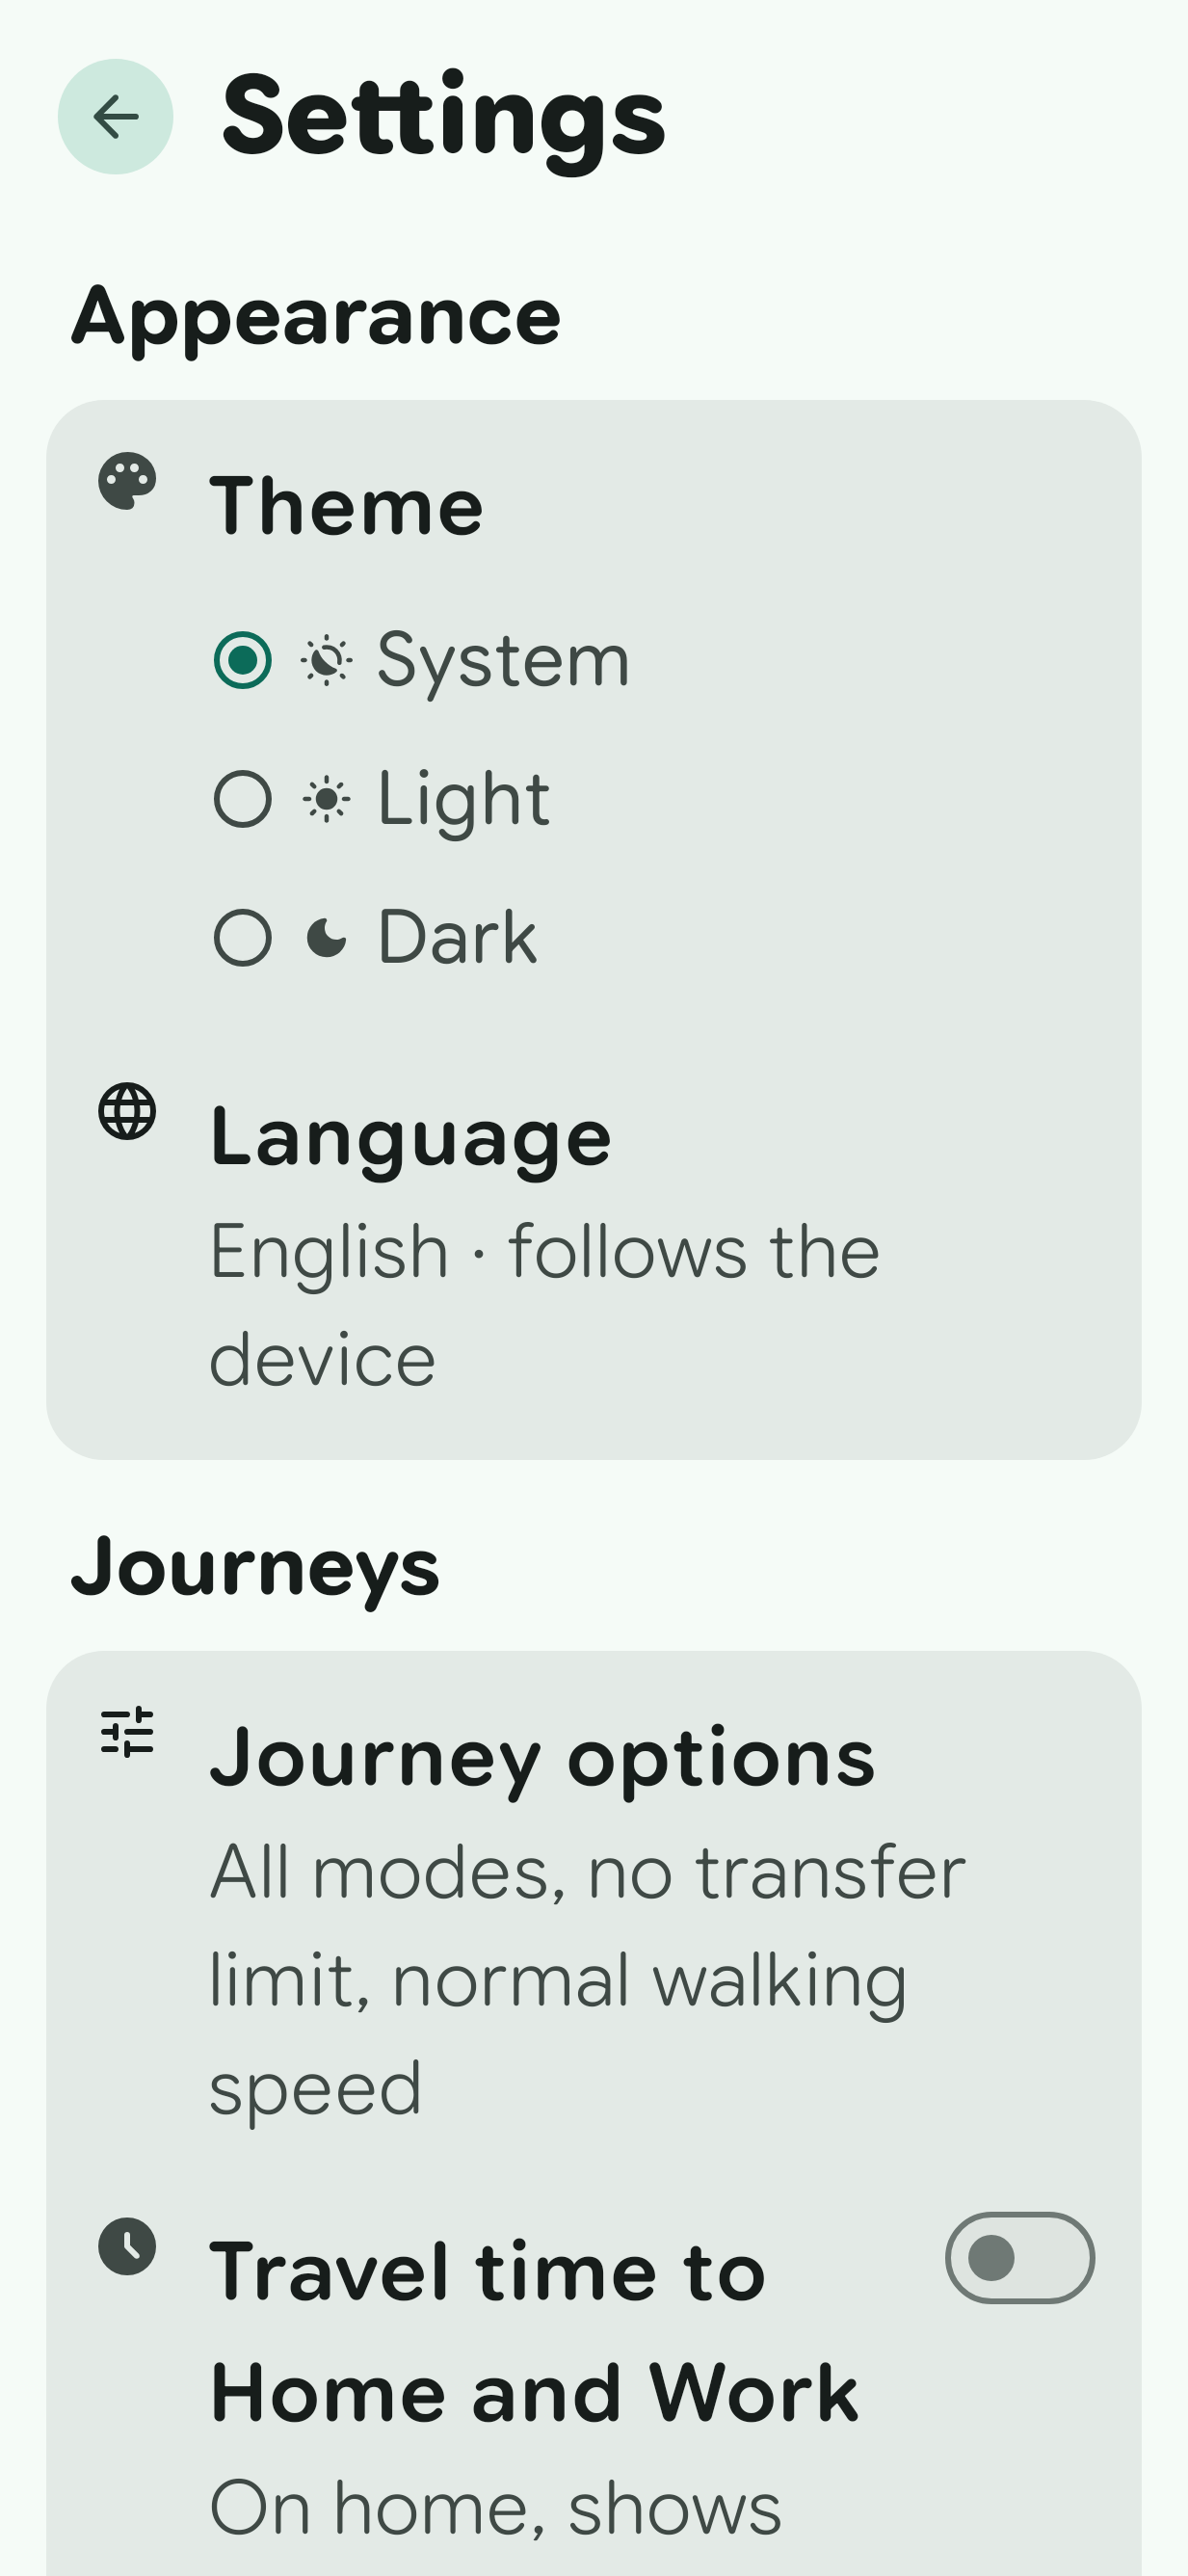 Settings
Appearance
Theme
System
Light
Dark
Language
English · follows the
device
Journeys
Journey options
All modes, no transfer
limit, normal walking
speed
Travel time to
Home and Work
On home, shows